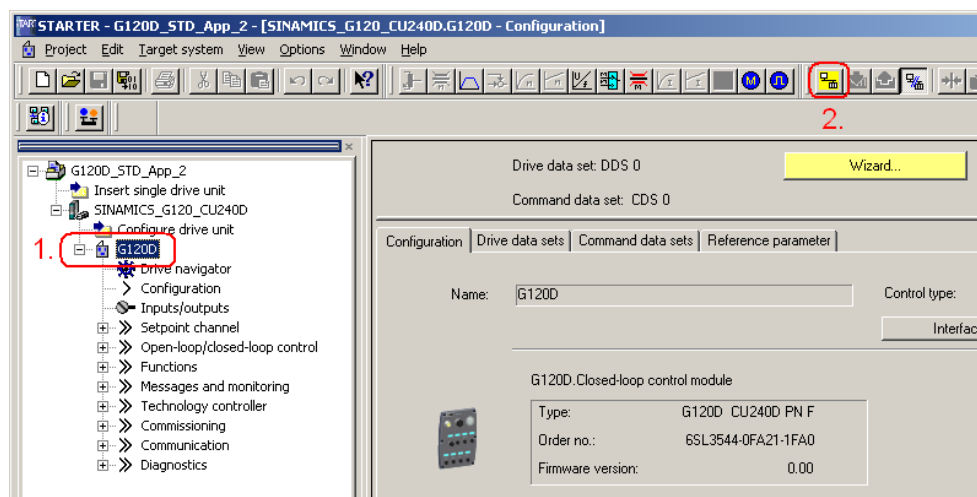 STARTER - G120D_STD_App_2 - [SINAMICS_G120_CU240D.G120D - Configuration]
Project Edit Target system View Options Window Help
2.
G120D_STD_App_2
Insert single drive unit
SINAMICS_G120_CU240D
Configure drive unit
1.
G120D
Drive navigator
Configuration
Inputs/outputs
Setpoint channel
Open-loop/closed-loop control
Functions
Messages and monitoring
Technology controller
Commissioning
Communication
Diagnostics
Drive data set: DDS 0
Wizard...
Command data set: CDS 0
Configuration Drive data sets Command data sets Reference parameter
Name: G120D Control type:
Interfac
G120D.Closed-loop control module
Type: G120D CU240D PN F
Order no.: 6SL3544-0FA21-1FA0
Firmware version: 0.00